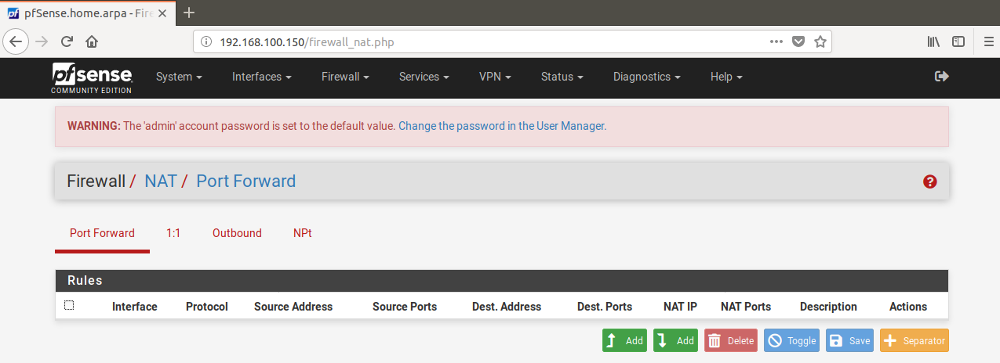 pfSense.home.arpa - Fire
192.168.100.150/firewall_nat.php
pfsense
COMMUNITY EDITION
System Interfaces Firewall Services VPN Status Diagnostics Help
WARNING: The 'admin' account password is set to the default value. Change the password in the User Manager.
Firewall / NAT / Port Forward
Port Forward 1:1 Outbound NPt
Rules
Interface Protocol Source Address Source Ports Dest. Address Dest. Ports NAT IP NAT Ports Description Actions
Add Add Delete Toggle Save Separator